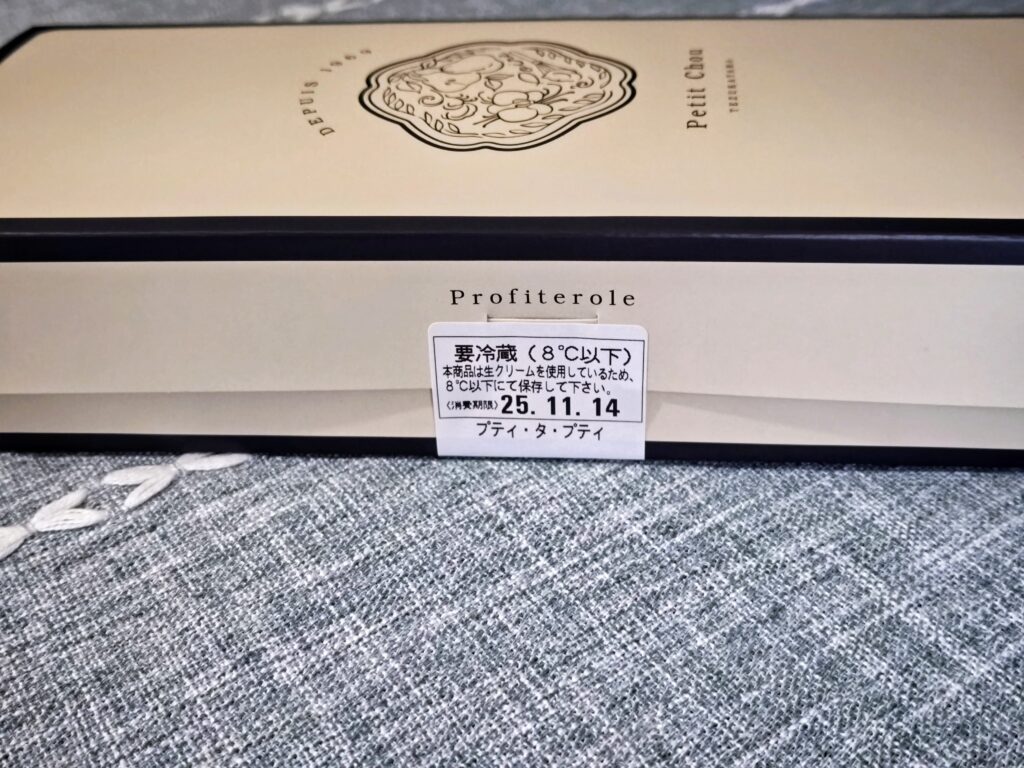 DEPUIS 1969
Petit Chou
TEZUKAYAMA
Profiterole
要冷蔵（8℃以下）
本商品は生クリームを使用しているため、
8℃以下にて保存して下さい。
〈消費期限〉25. 11. 14
プティ・タ・プティ